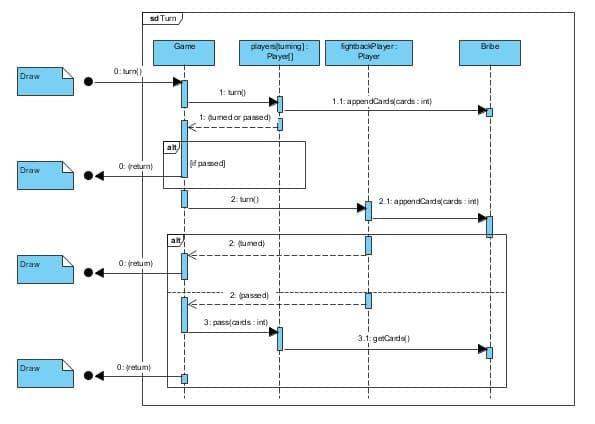 sd Turn
Game
players[turning] :
Player[]
fightbackPlayer :
Player
Bribe
Draw
0: turn()
1: turn()
1.1: appendCards(cards : int)
1: (turned or passed)
alt
[if passed]
Draw
0: (return)
2: turn()
2.1: appendCards(cards : int)
alt
2: (turned)
Draw
0: (return)
2: (passed)
3: pass(cards : int)
3.1: getCards()
Draw
0: (return)